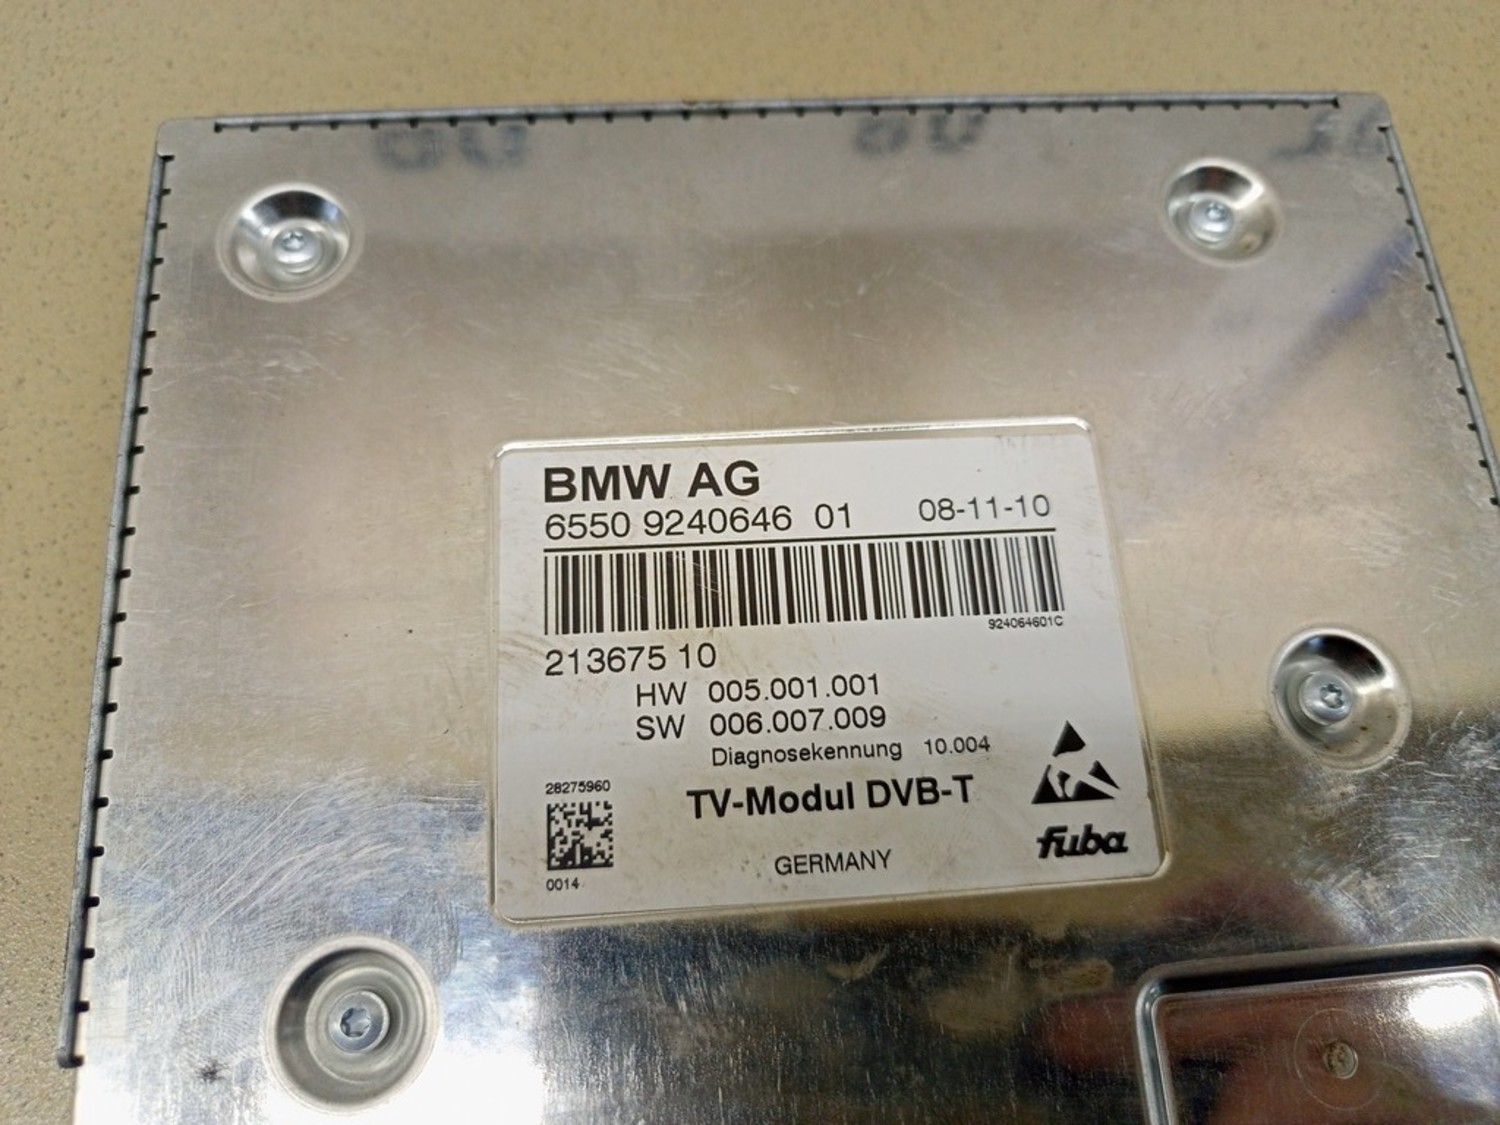 BMW AG
6550 9240646 01 08-11-10
924064601C
213675 10
HW 005.001.001
SW 006.007.009
Diagnosekennung 10.004
28275960
TV-Modul DVB-T
fuba
GERMANY
0014